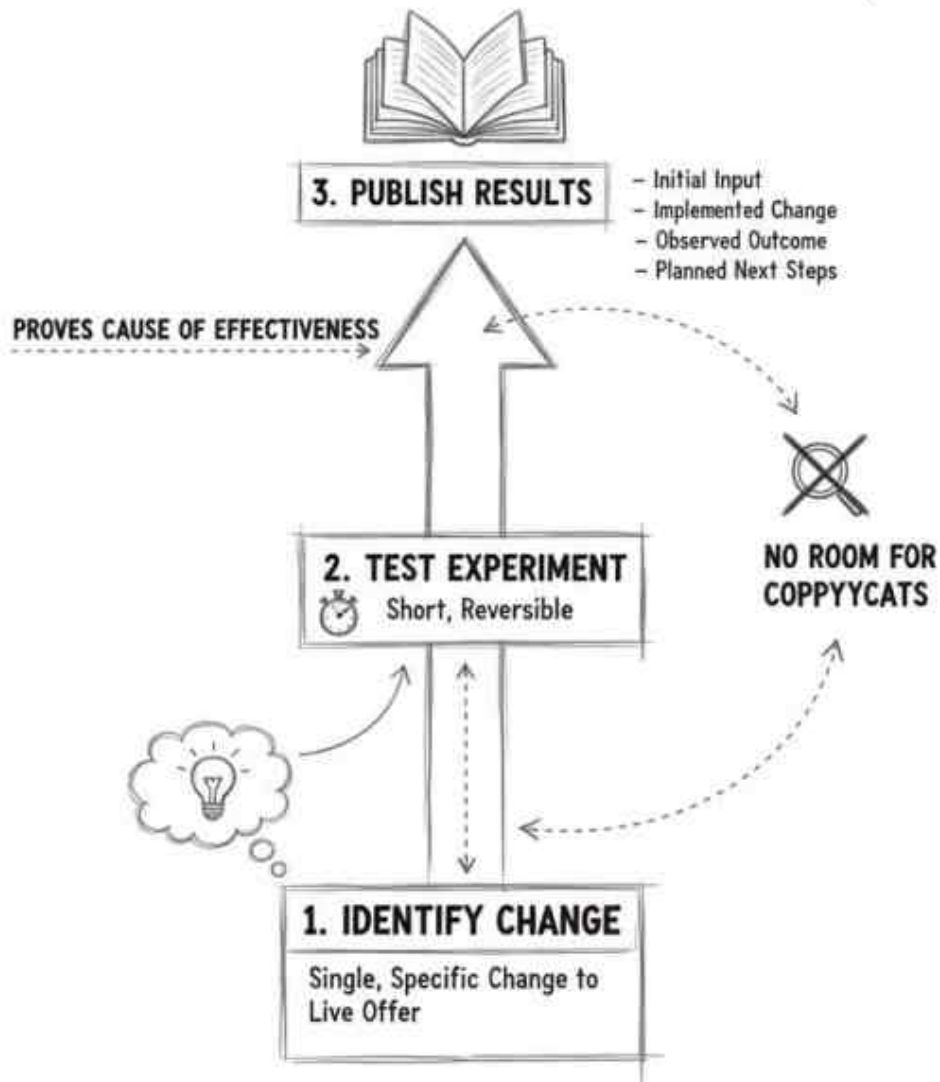 3. PUBLISH RESULTS
– Initial Input
– Implemented Change
– Observed Outcome
– Planned Next Steps
PROVES CAUSE OF EFFECTIVENESS
2. TEST EXPERIMENT
Short, Reversible
NO ROOM FOR
COPPYYCATS
1. IDENTIFY CHANGE
Single, Specific Change to
Live Offer